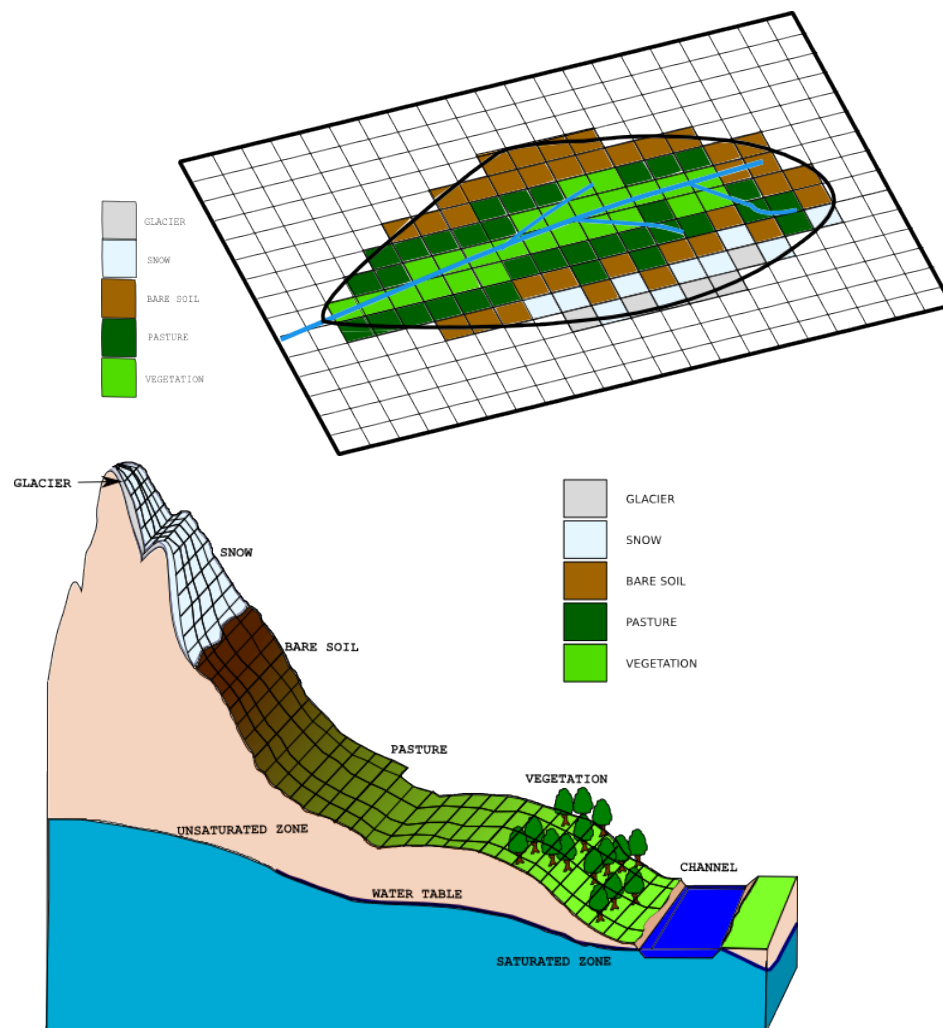 GLACIER
SNOW
BARE SOIL
PASTURE
VEGETATION
GLACIER
SNOW
BARE SOIL
PASTURE
VEGETATION
GLACIER
SNOW
BARE SOIL
PASTURE
VEGETATION
UNSATURATED ZONE
CHANNEL
WATER TABLE
SATURATED ZONE